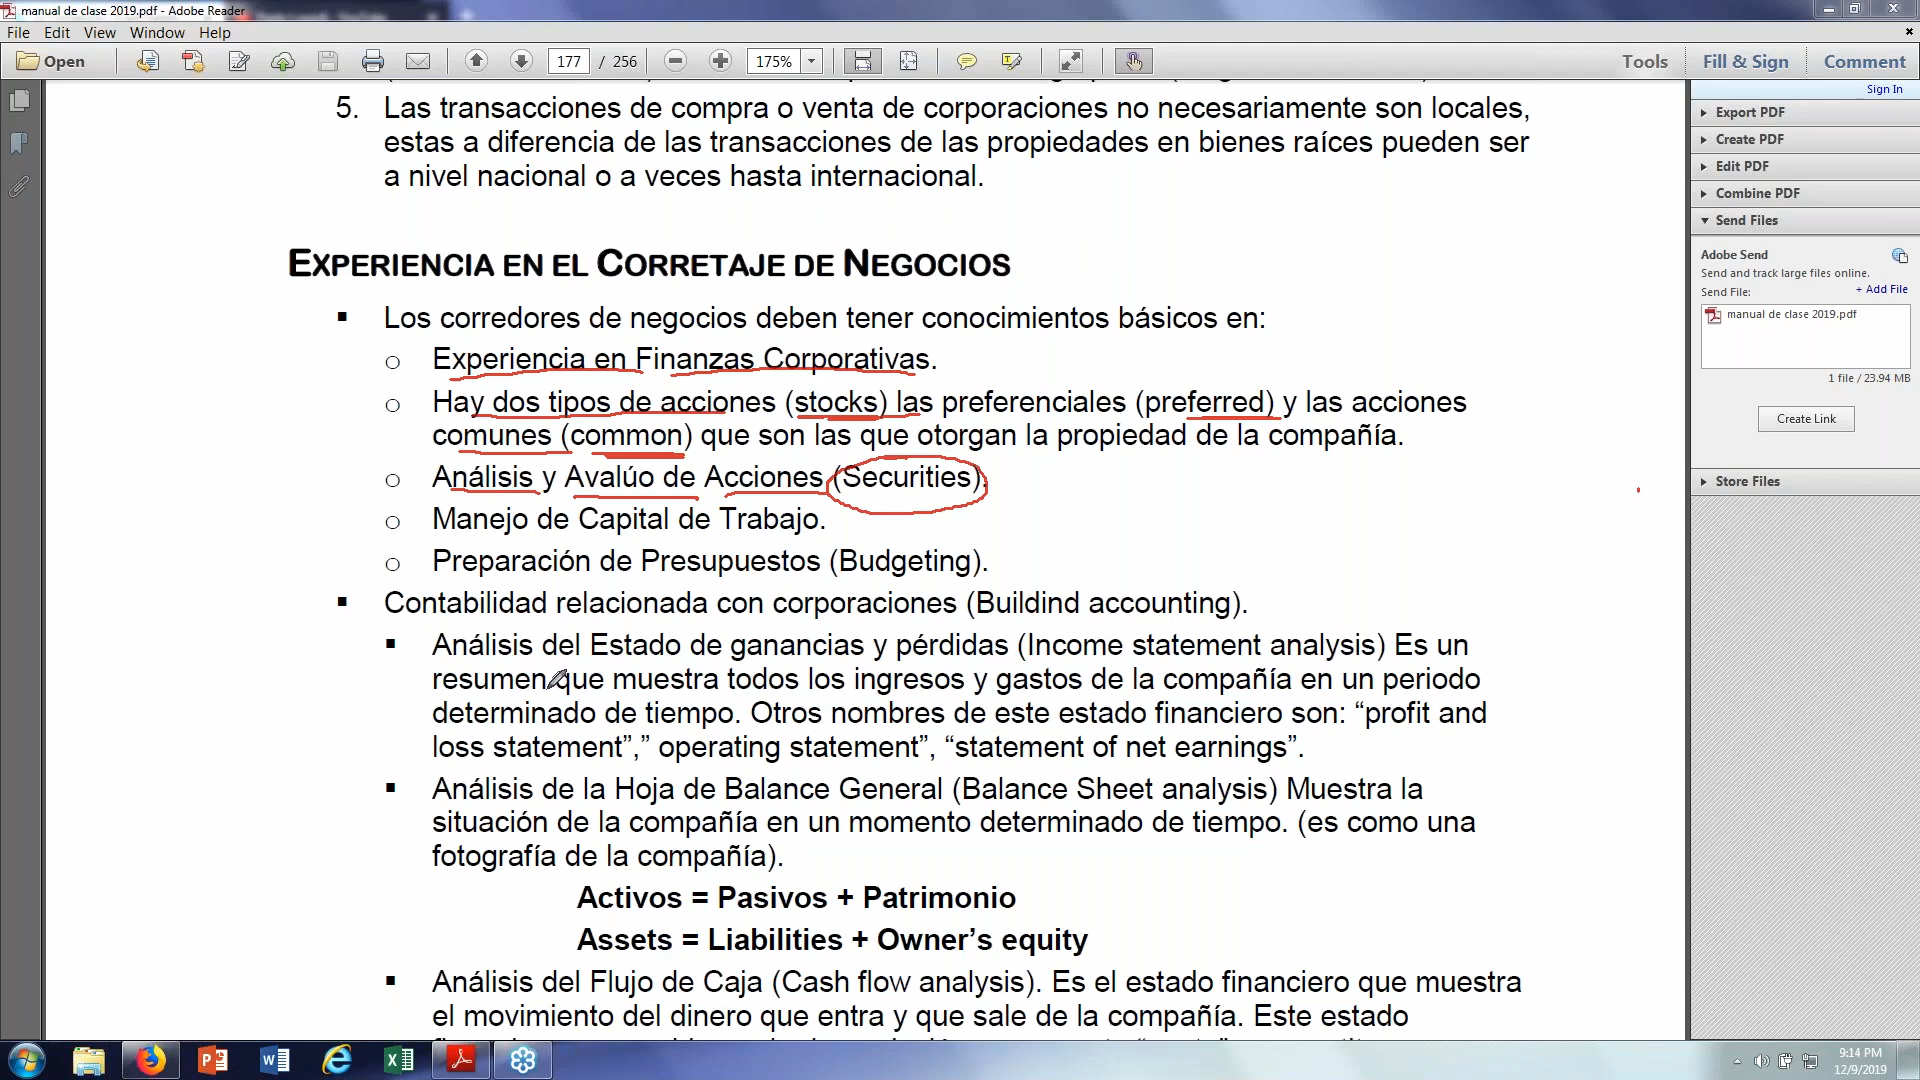 manual de clase 2019.pdf - Adobe Reader
File Edit View Window Help
Open 177 / 256 175% Tools Fill & Sign Comment
Sign In
5. Las transacciones de compra o venta de corporaciones no necesariamente son locales,
estas a diferencia de las transacciones de las propiedades en bienes raíces pueden ser
a nivel nacional o a veces hasta internacional.
EXPERIENCIA EN EL CORRETAJE DE NEGOCIOS
▪ Los corredores de negocios deben tener conocimientos básicos en:
o Experiencia en Finanzas Corporativas.
o Hay dos tipos de acciones (stocks) las preferenciales (preferred) y las acciones
comunes (common) que son las que otorgan la propiedad de la compañía.
o Análisis y Avalúo de Acciones (Securities).
o Manejo de Capital de Trabajo.
o Preparación de Presupuestos (Budgeting).
▪ Contabilidad relacionada con corporaciones (Buildind accounting).
▪ Análisis del Estado de ganancias y pérdidas (Income statement analysis) Es un
resumen que muestra todos los ingresos y gastos de la compañía en un periodo
determinado de tiempo. Otros nombres de este estado financiero son: “profit and
loss statement”,” operating statement”, “statement of net earnings”.
▪ Análisis de la Hoja de Balance General (Balance Sheet analysis) Muestra la
situación de la compañía en un momento determinado de tiempo. (es como una
fotografía de la compañía).
Activos = Pasivos + Patrimonio
Assets = Liabilities + Owner’s equity
▪ Análisis del Flujo de Caja (Cash flow analysis). Es el estado financiero que muestra
el movimiento del dinero que entra y que sale de la compañía. Este estado
Export PDF
Create PDF
Edit PDF
Combine PDF
Send Files
Adobe Send
Send and track large files online.
Send File:
+ Add File
manual de clase 2019.pdf
1 file / 23.94 MB
Create Link
Store Files
9:14 PM
12/9/2019